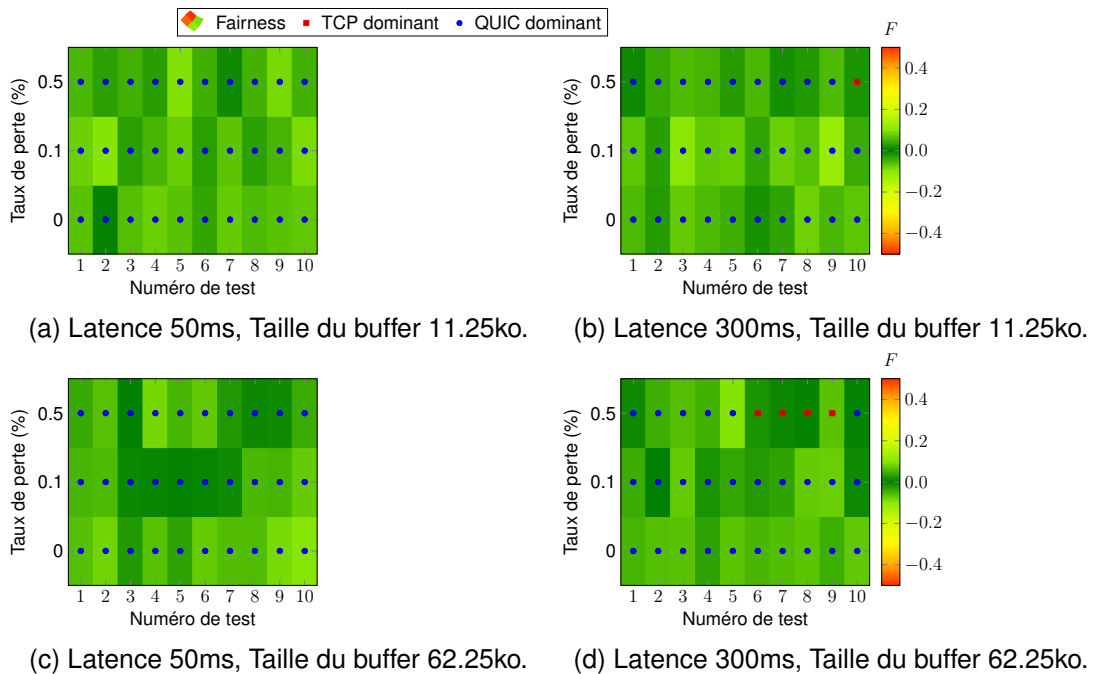 Fairness TCP dominant QUIC dominant
F
Taux de perte (%)
0.5
0.1
0
1 2 3 4 5 6 7 8 9 10
Numéro de test
Taux de perte (%)
0.5
0.1
0
1 2 3 4 5 6 7 8 9 10
Numéro de test
0.4
0.2
0.0
−0.2
−0.4
(a) Latence 50ms, Taille du buffer 11.25ko.
(b) Latence 300ms, Taille du buffer 11.25ko.
F
Taux de perte (%)
0.5
0.1
0
1 2 3 4 5 6 7 8 9 10
Numéro de test
Taux de perte (%)
0.5
0.1
0
1 2 3 4 5 6 7 8 9 10
Numéro de test
0.4
0.2
0.0
−0.2
−0.4
(c) Latence 50ms, Taille du buffer 62.25ko.
(d) Latence 300ms, Taille du buffer 62.25ko.